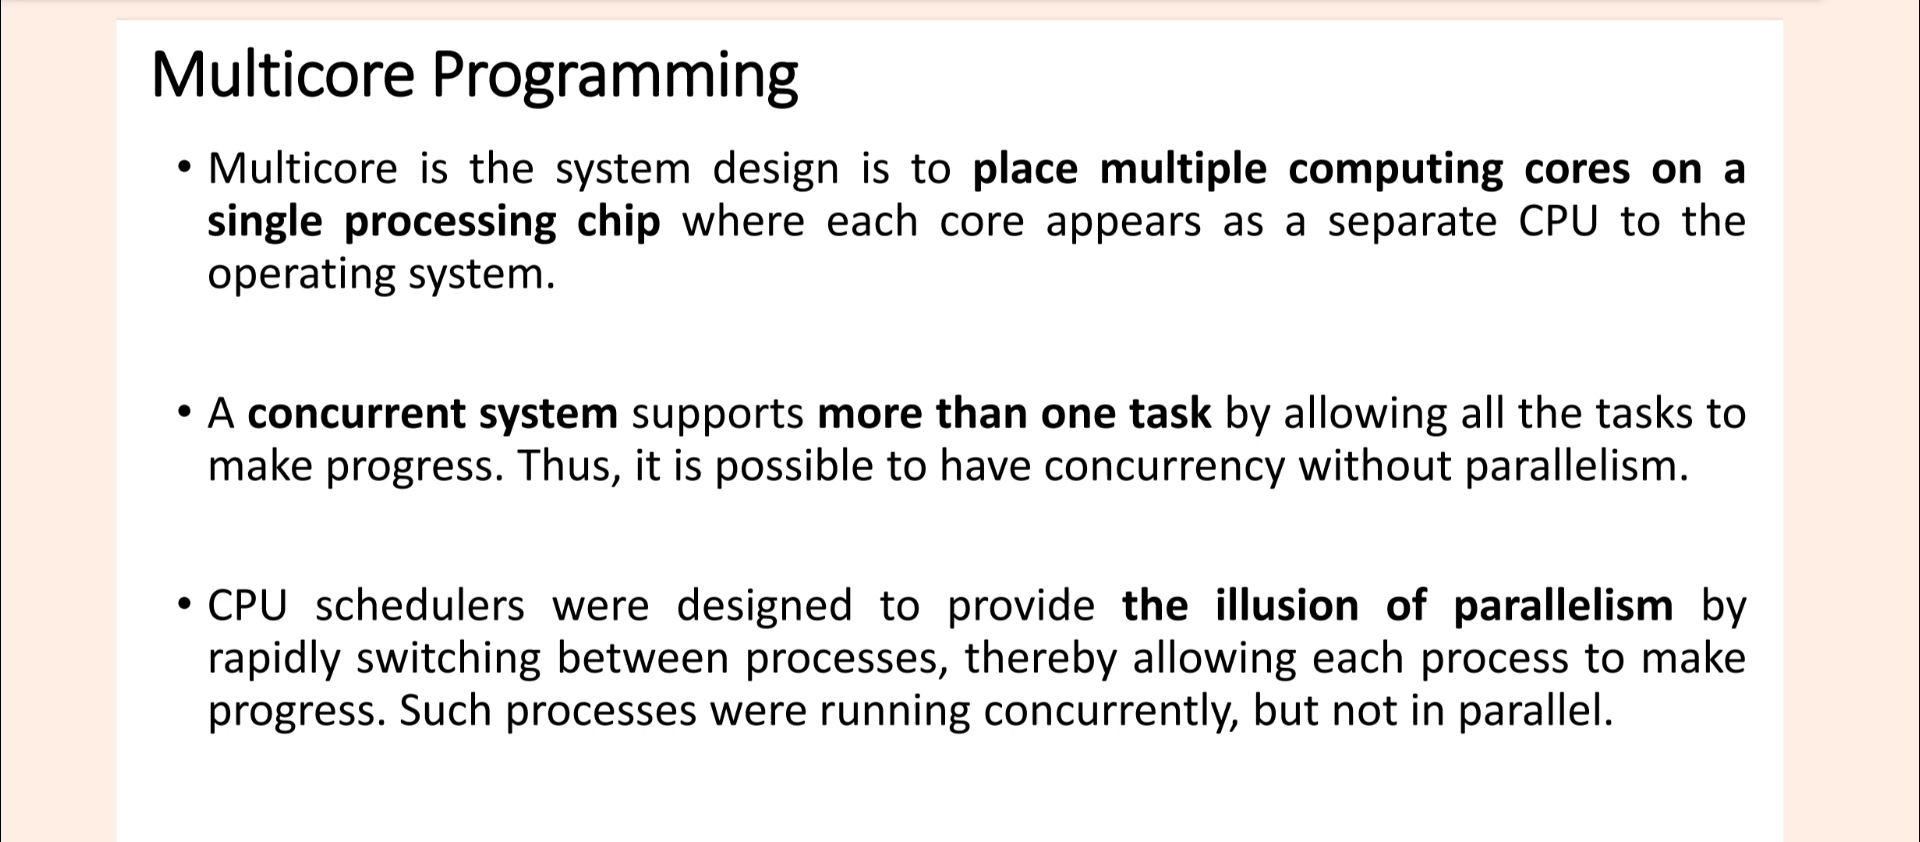 Multicore Programming
• Multicore is the system design is to place multiple computing cores on a
single processing chip where each core appears as a separate CPU to the
operating system.
• A concurrent system supports more than one task by allowing all the tasks to
make progress. Thus, it is possible to have concurrency without parallelism.
• CPU schedulers were designed to provide the illusion of parallelism by
rapidly switching between processes, thereby allowing each process to make
progress. Such processes were running concurrently, but not in parallel.